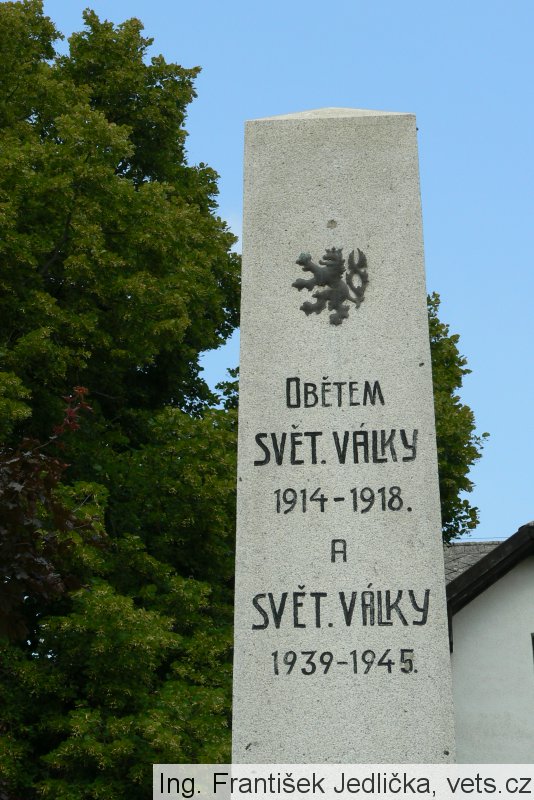 OBĚTEM
SVĚT. VÁLKY
1914-1918.
A
SVĚT. VÁLKY
1939-1945.
Ing. František Jedlička, vets.cz